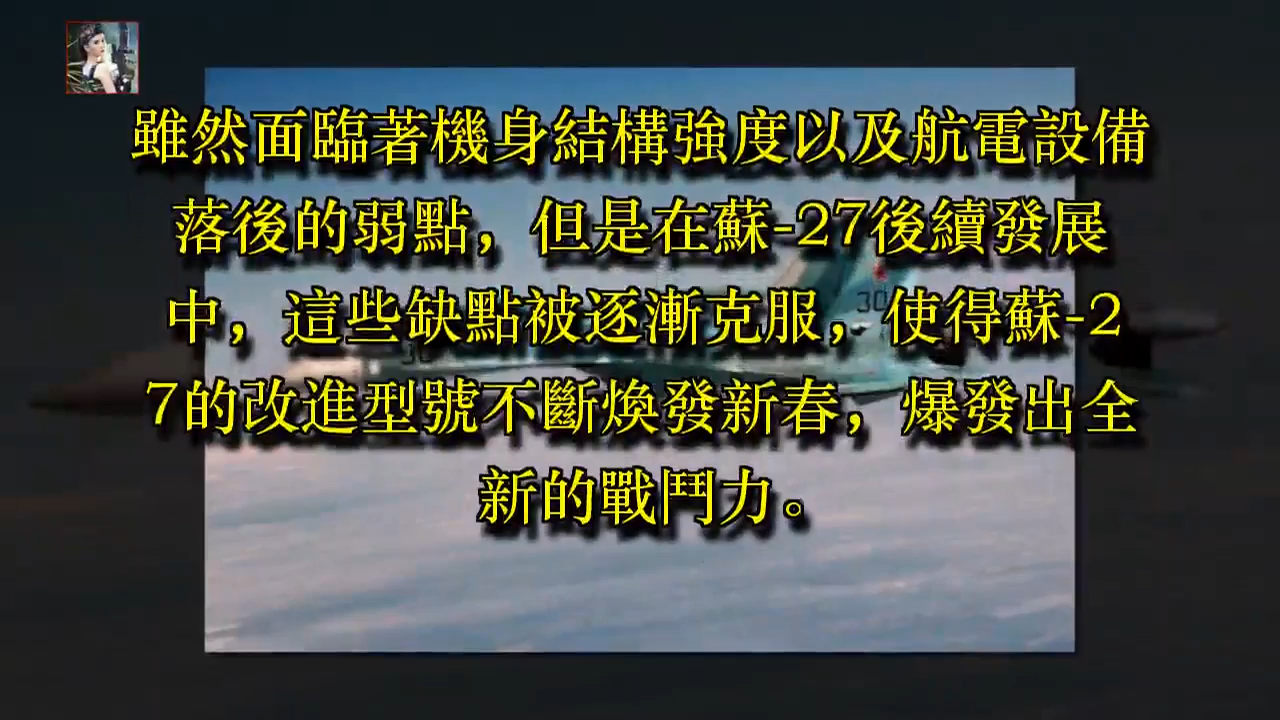 雖然面臨著機身結構強度以及航電設備
落後的弱點，但是在蘇-27後續發展
中，這些缺點被逐漸克服，使得蘇-2
7的改進型號不斷煥發新春，爆發出全
新的戰鬥力。
30
30